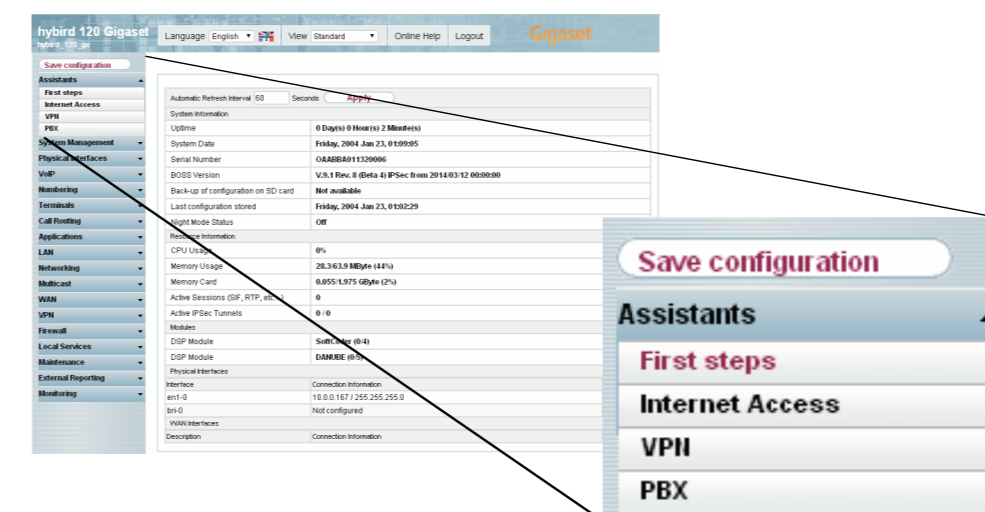 hybird 120 Gigaset
hybird_120_ge
Language English View Standard Online Help Logout Gigaset
Save configuration
Assistants
First steps
Internet Access
VPN
PBX
System Management
Physical Interfaces
VoIP
Numbering
Terminals
Call Routing
Applications
LAN
Networking
Multicast
WAN
VPN
Firewall
Local Services
Maintenance
External Reporting
Monitoring
Automatic Refresh Interval 60 Seconds Apply
System Information
Uptime 0 Day(s) 0 Hour(s) 2 Minute(s)
System Date Friday, 2004 Jan 23, 01:09:05
Serial Number OAABBA011320006
BOSS Version V.9.1 Rev. 8 (Beta 4) IPSec from 2014/03/12 00:00:00
Back-up of configuration on SD card Not available
Last configuration stored Friday, 2004 Jan 23, 01:02:29
Night Mode Status Off
Resource Information
CPU Usage 0%
Memory Usage 28.3/63.9 MByte (44%)
Memory Card 0.055/1.975 GByte (2%)
Active Sessions (SIF, RTP, etc...) 0
Active IPSec Tunnels 0 / 0
Modules
DSP Module SoftCoder (0/4)
DSP Module DANUBE (0/5)
Physical Interfaces
Interface Connection Information
en1-0 10.0.0.167 / 255.255.255.0
bri-0 Not configured
WAN Interfaces
Description Connection Information
Save configuration
Assistants
First steps
Internet Access
VPN
PBX